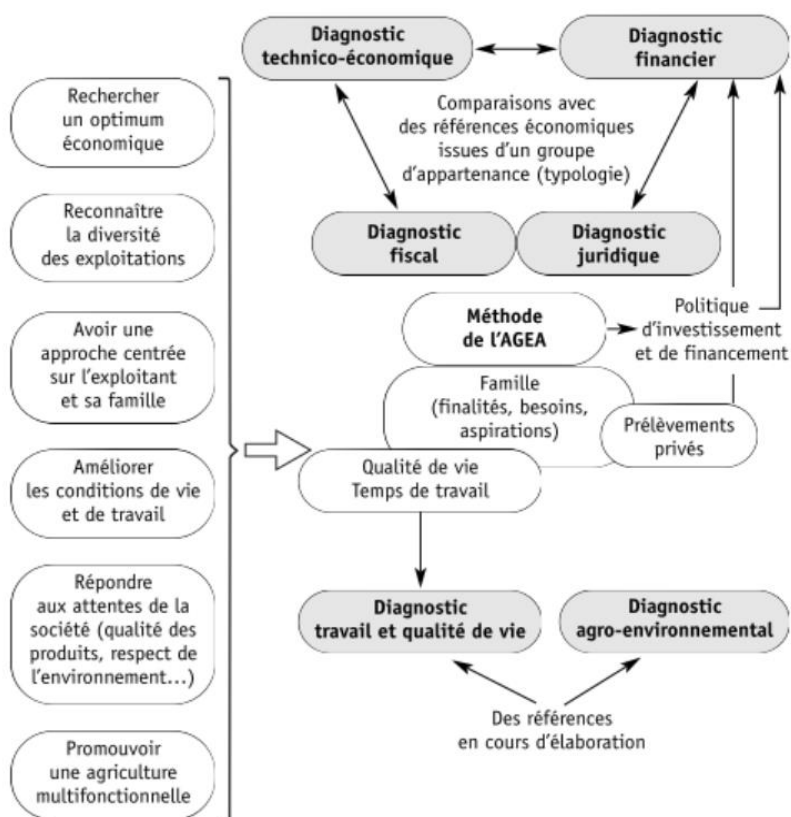 Rechercher
un optimum
économique
Reconnaître
la diversité
des exploitations
Avoir une
approche centrée
sur l'exploitant
et sa famille
Améliorer
les conditions de vie
et de travail
Répondre
aux attentes de la
société (qualité des
produits, respect de
l'environnement…)
Promouvoir
une agriculture
multifonctionnelle
Diagnostic
technico-économique
Diagnostic
financier
Comparaisons avec
des références économiques
issues d'un groupe
d'appartenance (typologie)
Diagnostic
fiscal
Diagnostic
juridique
Méthode
de l'AGEA
Politique
d'investissement
et de financement
Famille
(finalités, besoins,
aspirations)
Prélèvements
privés
Qualité de vie
Temps de travail
Diagnostic
travail et qualité de vie
Diagnostic
agro-environnemental
Des références
en cours d'élaboration